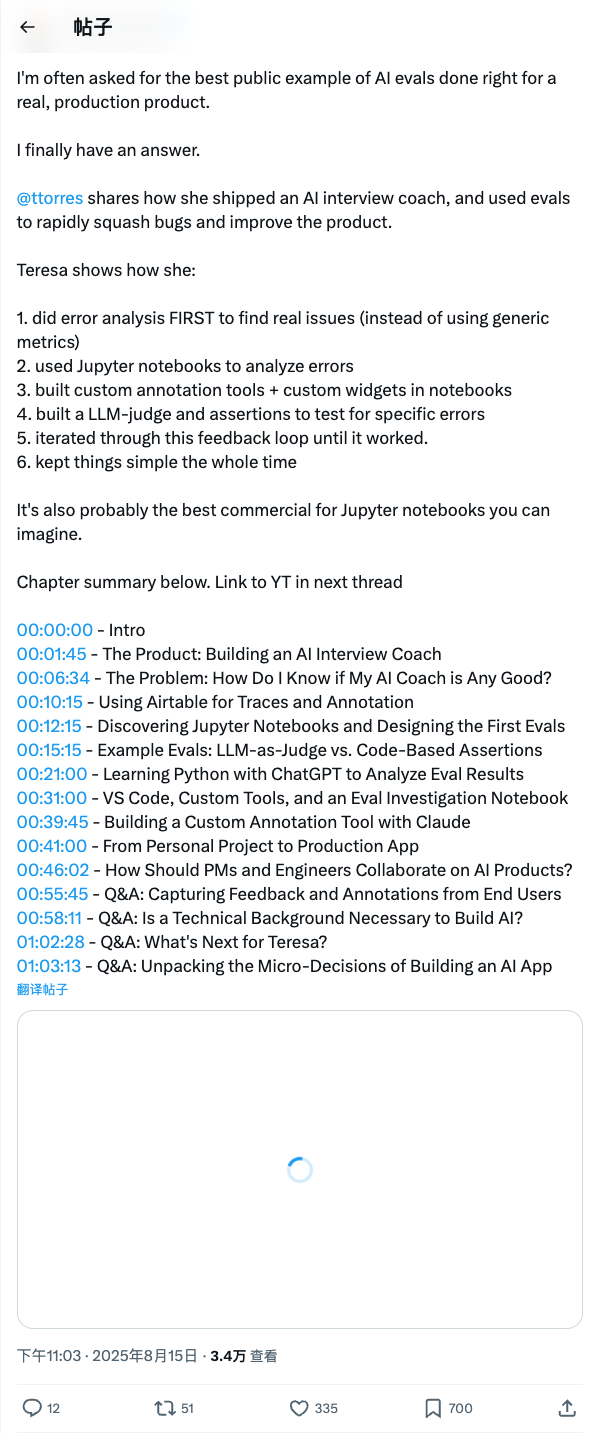 帖子
I'm often asked for the best public example of AI evals done right for a
real, production product.
I finally have an answer.
@ttorres shares how she shipped an AI interview coach, and used evals
to rapidly squash bugs and improve the product.
Teresa shows how she:
1. did error analysis FIRST to find real issues (instead of using generic
metrics)
2. used Jupyter notebooks to analyze errors
3. built custom annotation tools + custom widgets in notebooks
4. built a LLM-judge and assertions to test for specific errors
5. iterated through this feedback loop until it worked.
6. kept things simple the whole time
It's also probably the best commercial for Jupyter notebooks you can
imagine.
Chapter summary below. Link to YT in next thread
00:00:00 - Intro
00:01:45 - The Product: Building an AI Interview Coach
00:06:34 - The Problem: How Do I Know if My AI Coach is Any Good?
00:10:15 - Using Airtable for Traces and Annotation
00:12:15 - Discovering Jupyter Notebooks and Designing the First Evals
00:15:15 - Example Evals: LLM-as-Judge vs. Code-Based Assertions
00:21:00 - Learning Python with ChatGPT to Analyze Eval Results
00:31:00 - VS Code, Custom Tools, and an Eval Investigation Notebook
00:39:45 - Building a Custom Annotation Tool with Claude
00:41:00 - From Personal Project to Production App
00:46:02 - How Should PMs and Engineers Collaborate on AI Products?
00:55:45 - Q&A: Capturing Feedback and Annotations from End Users
00:58:11 - Q&A: Is a Technical Background Necessary to Build AI?
01:02:28 - Q&A: What's Next for Teresa?
01:03:13 - Q&A: Unpacking the Micro-Decisions of Building an AI App
翻译帖子
下午11:03 · 2025年8月15日 · 3.4万 查看
12 51 335 700